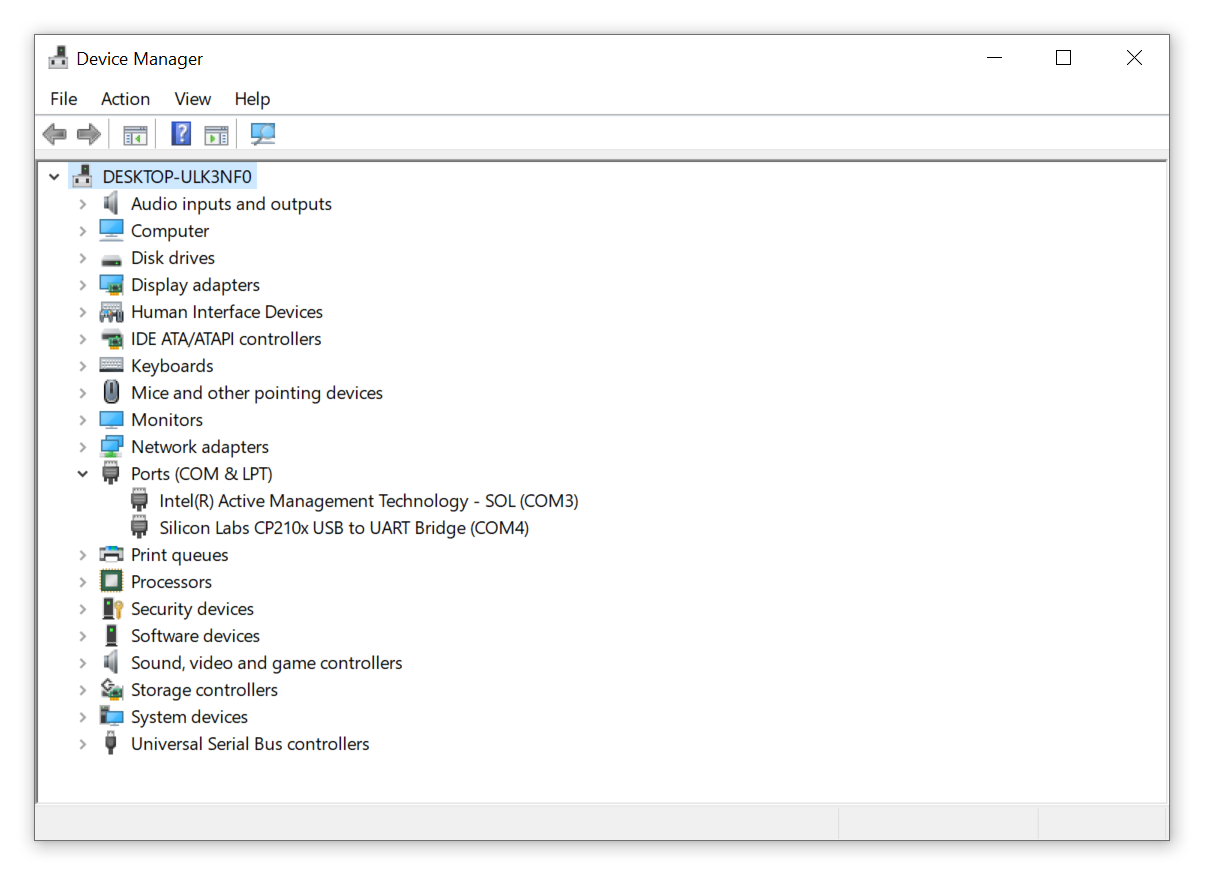 Device Manager
File Action View Help
DESKTOP-ULK3NF0
Audio inputs and outputs
Computer
Disk drives
Display adapters
Human Interface Devices
IDE ATA/ATAPI controllers
Keyboards
Mice and other pointing devices
Monitors
Network adapters
Ports (COM & LPT)
Intel(R) Active Management Technology - SOL (COM3)
Silicon Labs CP210x USB to UART Bridge (COM4)
Print queues
Processors
Security devices
Software devices
Sound, video and game controllers
Storage controllers
System devices
Universal Serial Bus controllers